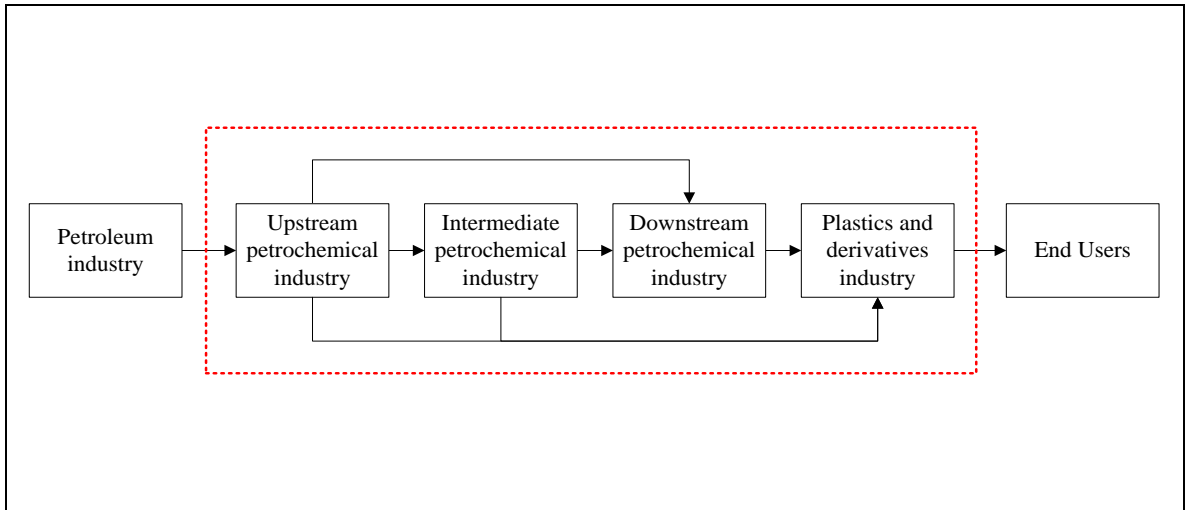 Petroleum
industry
Upstream
petrochemical
industry
Intermediate
petrochemical
industry
Downstream
petrochemical
industry
Plastics and
derivatives
industry
End Users